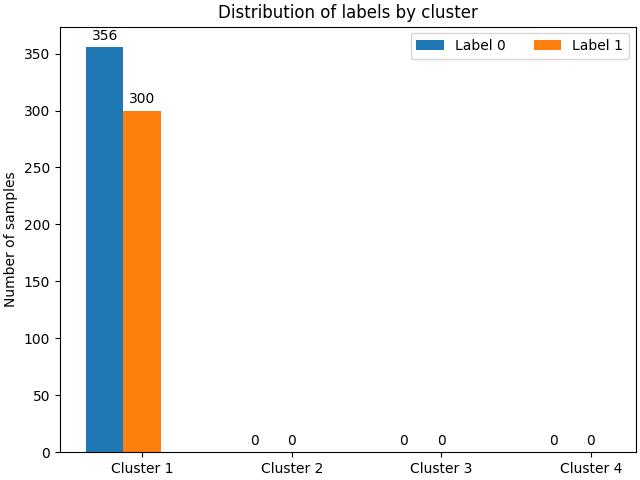 Distribution of labels by cluster
Label 0 Label 1
Number of samples
350
300
250
200
150
100
50
0
356
300
0 0 0 0 0 0
Cluster 1 Cluster 2 Cluster 3 Cluster 4